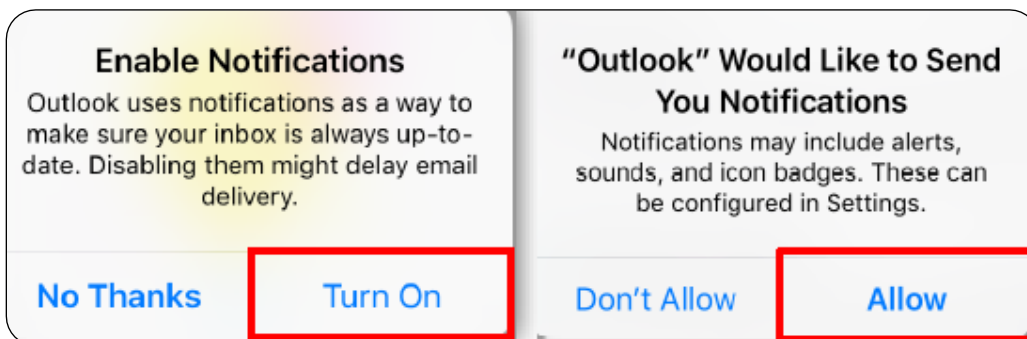 Enable Notifications
Outlook uses notifications as a way to
make sure your inbox is always up-to-
date. Disabling them might delay email
delivery.
No Thanks
Turn On
“Outlook” Would Like to Send
You Notifications
Notifications may include alerts,
sounds, and icon badges. These can
be configured in Settings.
Don’t Allow
Allow